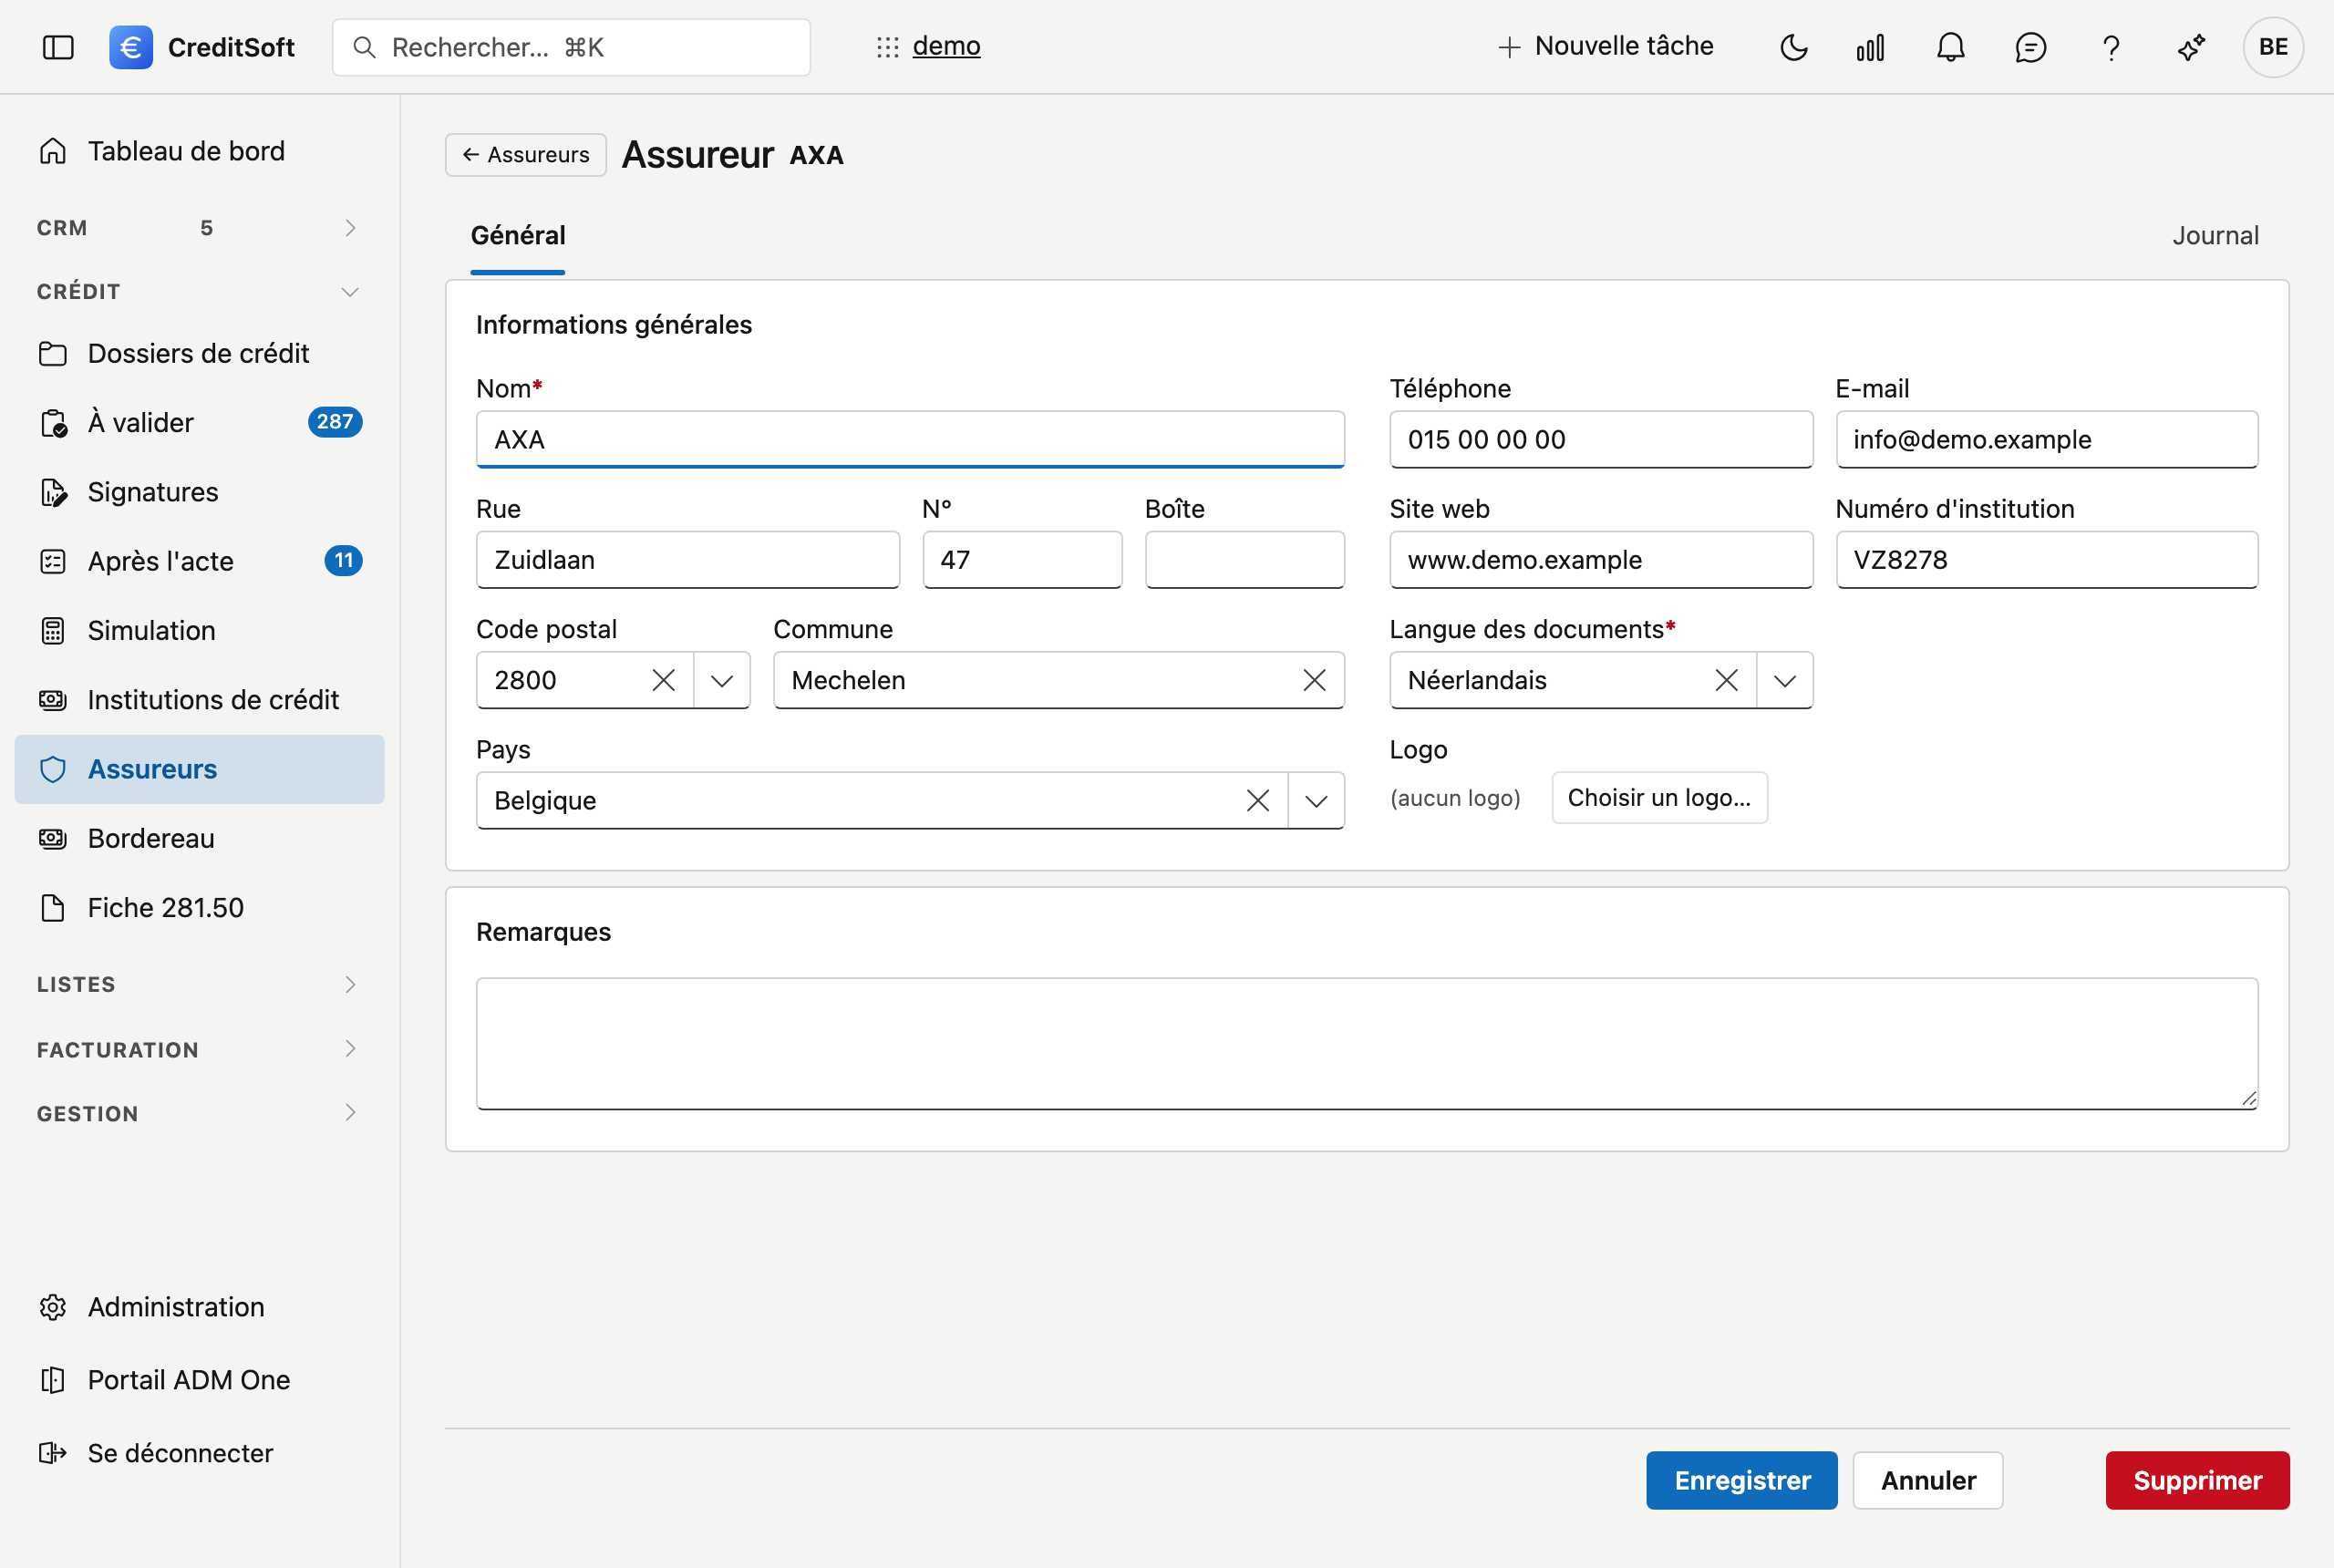 CreditSoft
Rechercher... ⌘K
demo
Nouvelle tâche
BE
Tableau de bord
CRM 5
CRÉDIT
Dossiers de crédit
À valider 287
Signatures
Après l'acte 11
Simulation
Institutions de crédit
Assureurs
Bordereau
Fiche 281.50
LISTES
FACTURATION
GESTION
Administration
Portail ADM One
Se déconnecter
← Assureurs
Assureur AXA
Général
Journal
Informations générales
Nom*
AXA
Téléphone
015 00 00 00
E-mail
info@demo.example
Rue
Zuidlaan
N°
47
Boîte
Site web
www.demo.example
Numéro d'institution
VZ8278
Code postal
2800
Commune
Mechelen
Langue des documents*
Néerlandais
Pays
Belgique
Logo
(aucun logo)
Choisir un logo...
Remarques
Enregistrer
Annuler
Supprimer